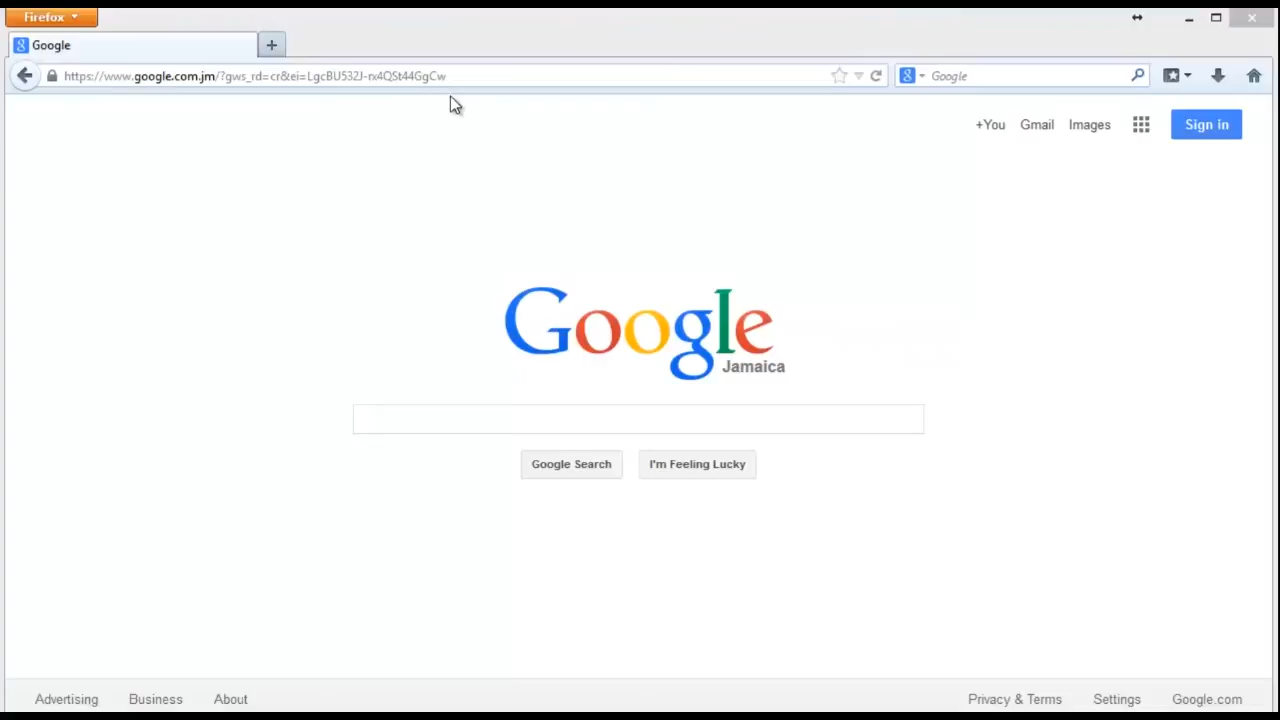 Firefox
Google
https://www.google.com.jm/?gws_rd=cr&ei=LgcBU532J-rx4QSt44GgCw
Google
+You Gmail Images Sign in
Google
Jamaica
Google Search I'm Feeling Lucky
Advertising Business About Privacy & Terms Settings Google.com